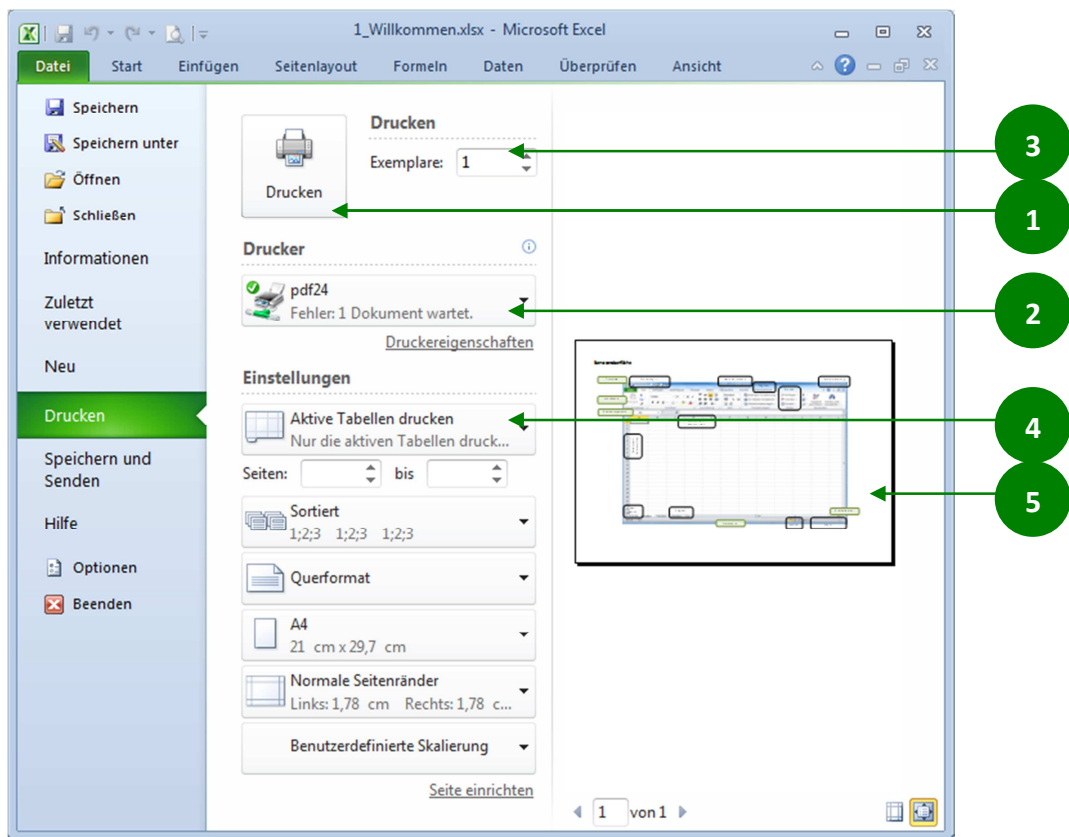 1_Willkommen.xlsx - Microsoft Excel
Datei Start Einfügen Seitenlayout Formeln Daten Überprüfen Ansicht
Speichern
Speichern unter
Öffnen
Schließen
Informationen
Zuletzt
verwendet
Neu
Drucken
Speichern und
Senden
Hilfe
Optionen
Beenden
Drucken
Drucken
Exemplare: 1
Drucker
pdf24
Fehler: 1 Dokument wartet.
Druckereigenschaften
Einstellungen
Aktive Tabellen drucken
Nur die aktiven Tabellen druck...
Seiten: bis
Sortiert
1;2;3 1;2;3 1;2;3
Querformat
A4
21 cm x 29,7 cm
Normale Seitenränder
Links: 1,78 cm Rechts: 1,78 c...
Benutzerdefinierte Skalierung
Seite einrichten
1 von 1
3
1
2
4
5